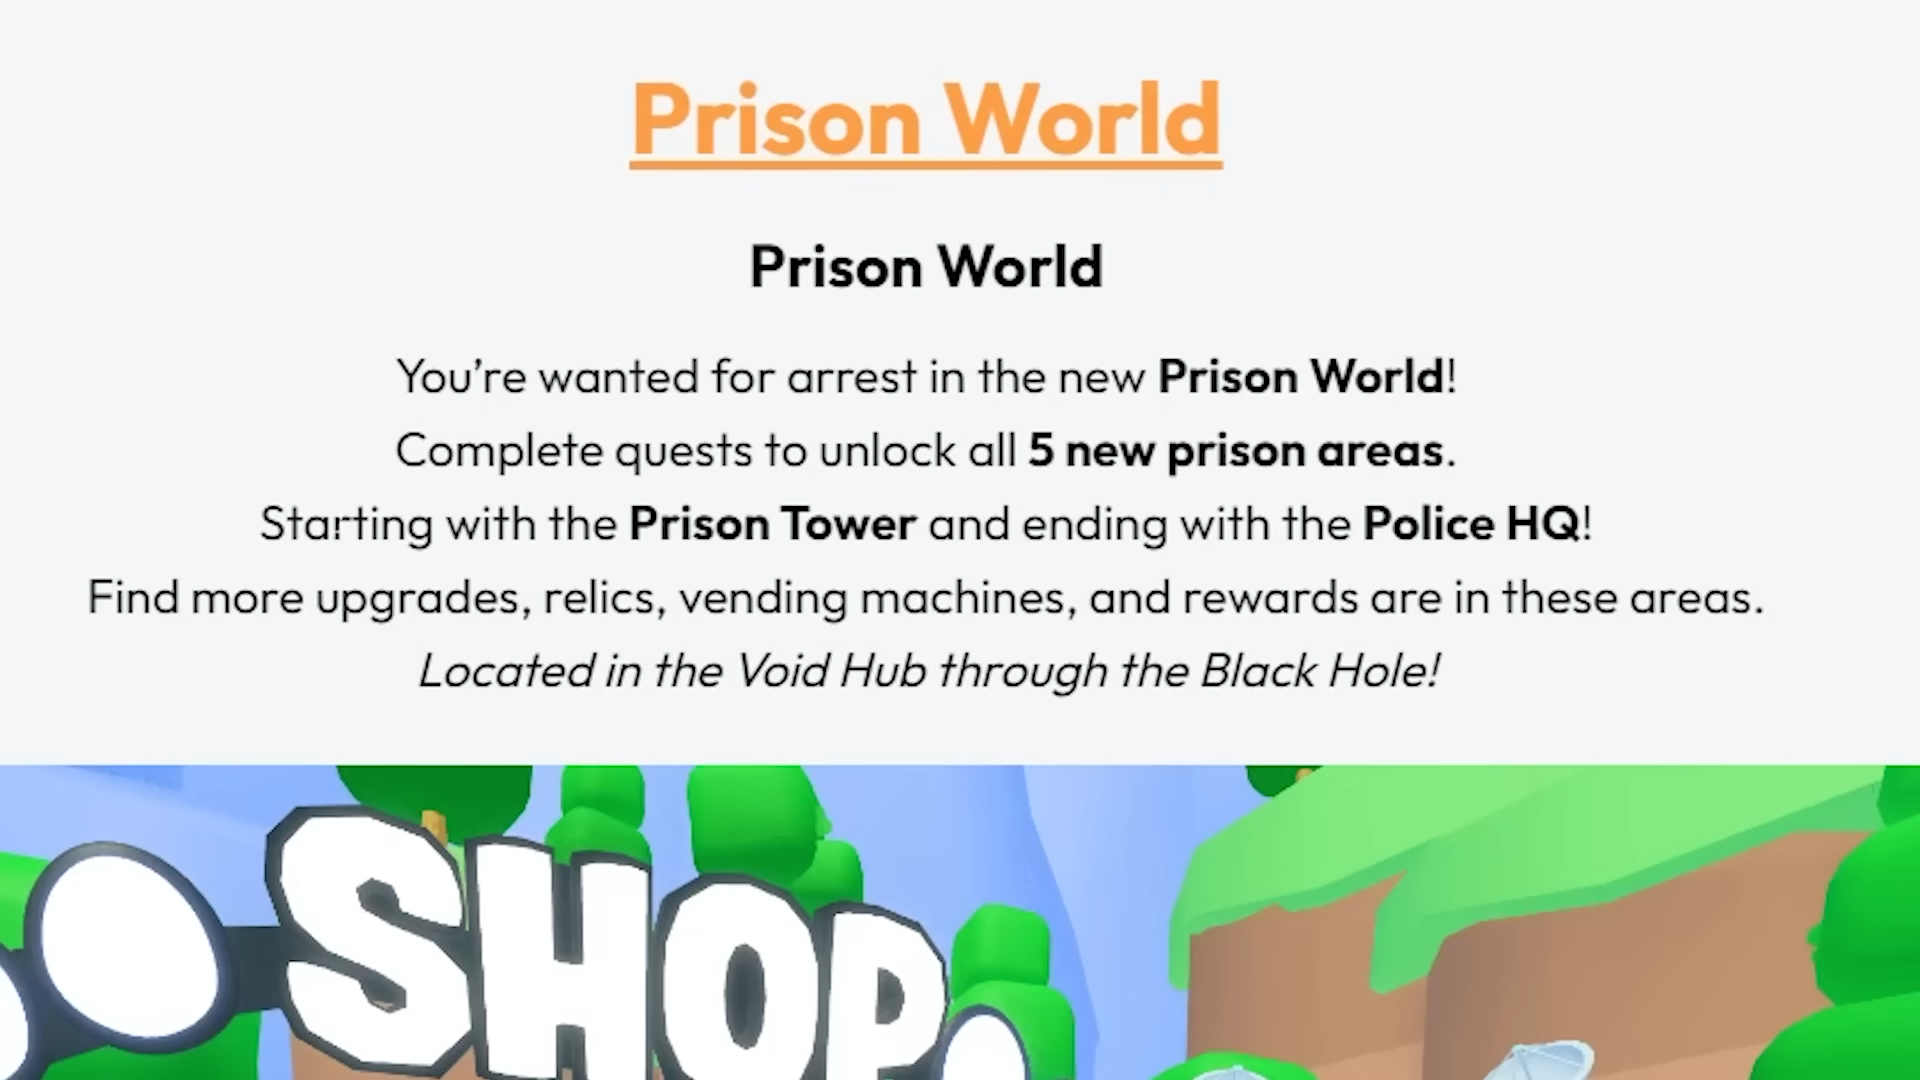 Prison World
Prison World
You’re wanted for arrest in the new Prison World!
Complete quests to unlock all 5 new prison areas.
Starting with the Prison Tower and ending with the Police HQ!
Find more upgrades, relics, vending machines, and rewards are in these areas.
Located in the Void Hub through the Black Hole!
SHOP